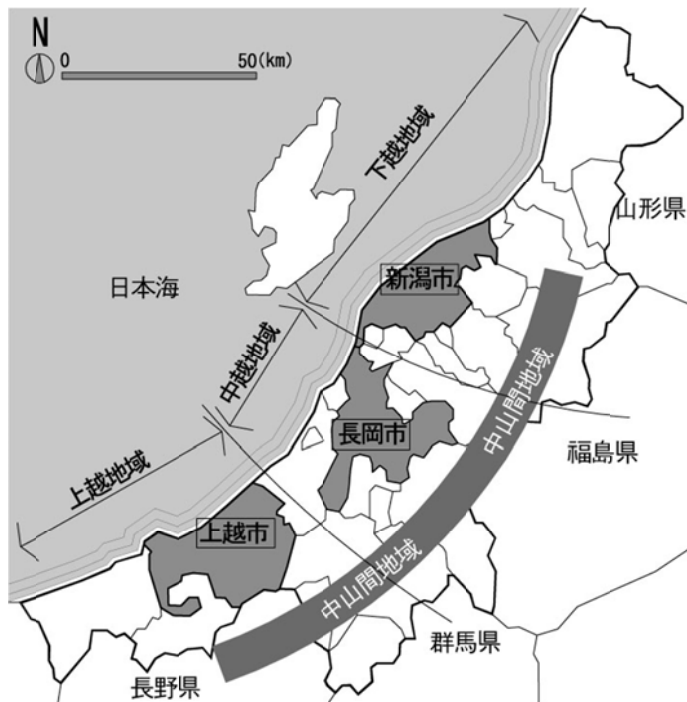 N
0 50(km)
下越地域
山形県
新潟市
日本海
中越地域
中山間地域
長岡市
福島県
上越地域
上越市
中山間地域
群馬県
長野県